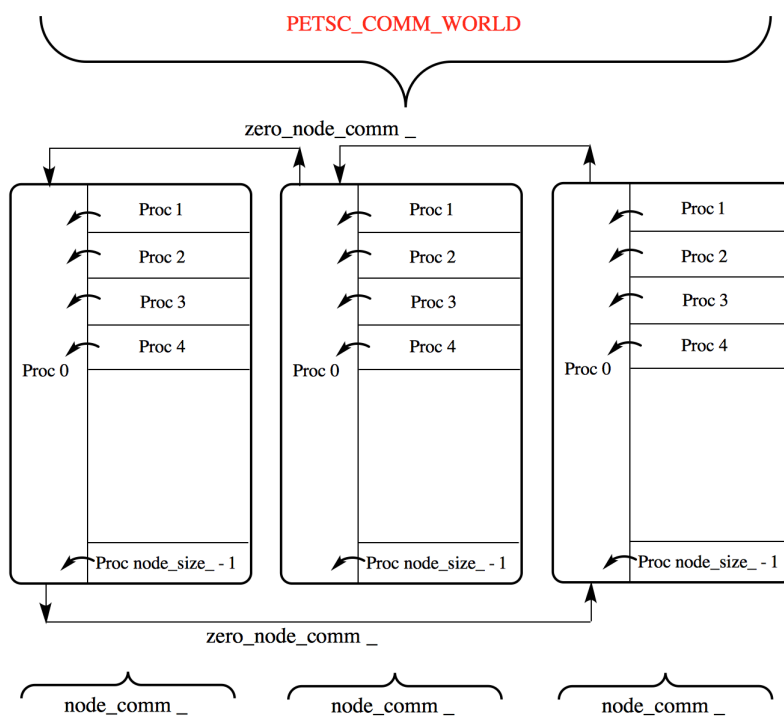 PETSC_COMM_WORLD
zero_node_comm _
Proc 1
Proc 2
Proc 3
Proc 4
Proc 0
Proc node_size_ - 1
Proc 1
Proc 2
Proc 3
Proc 4
Proc 0
Proc node_size_ - 1
Proc 1
Proc 2
Proc 3
Proc 4
Proc 0
Proc node_size_ - 1
zero_node_comm _
node_comm _
node_comm _
node_comm _